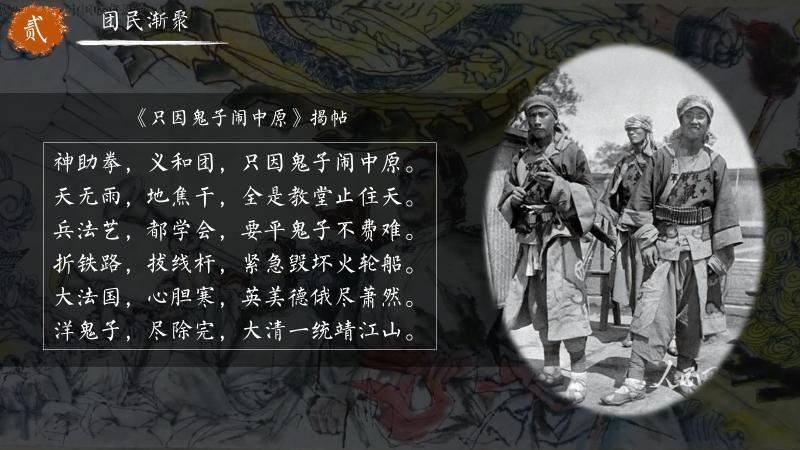 贰
团民渐聚
《只因鬼子闹中原》揭帖
神助拳，义和团，只因鬼子闹中原。
天无雨，地焦干，全是教堂止住天。
兵法艺，都学会，要平鬼子不费难。
折铁路，拔线杆，紧急毁坏火轮船。
大法国，心胆寒，英美德俄尽萧然。
洋鬼子，尽除完，大清一统靖江山。